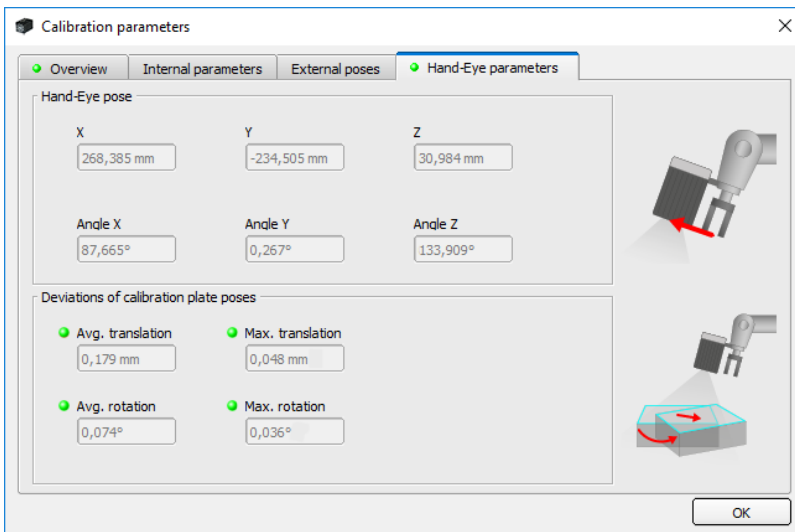 Calibration parameters
Overview
Internal parameters
External poses
Hand-Eye parameters
Hand-Eye pose
X Y Z
268,385 mm -234,505 mm 30,984 mm
Angle X Angle Y Angle Z
87,665° 0,267° 133,909°
Deviations of calibration plate poses
Avg. translation Max. translation
0,179 mm 0,048 mm
Avg. rotation Max. rotation
0,074° 0,036°
OK